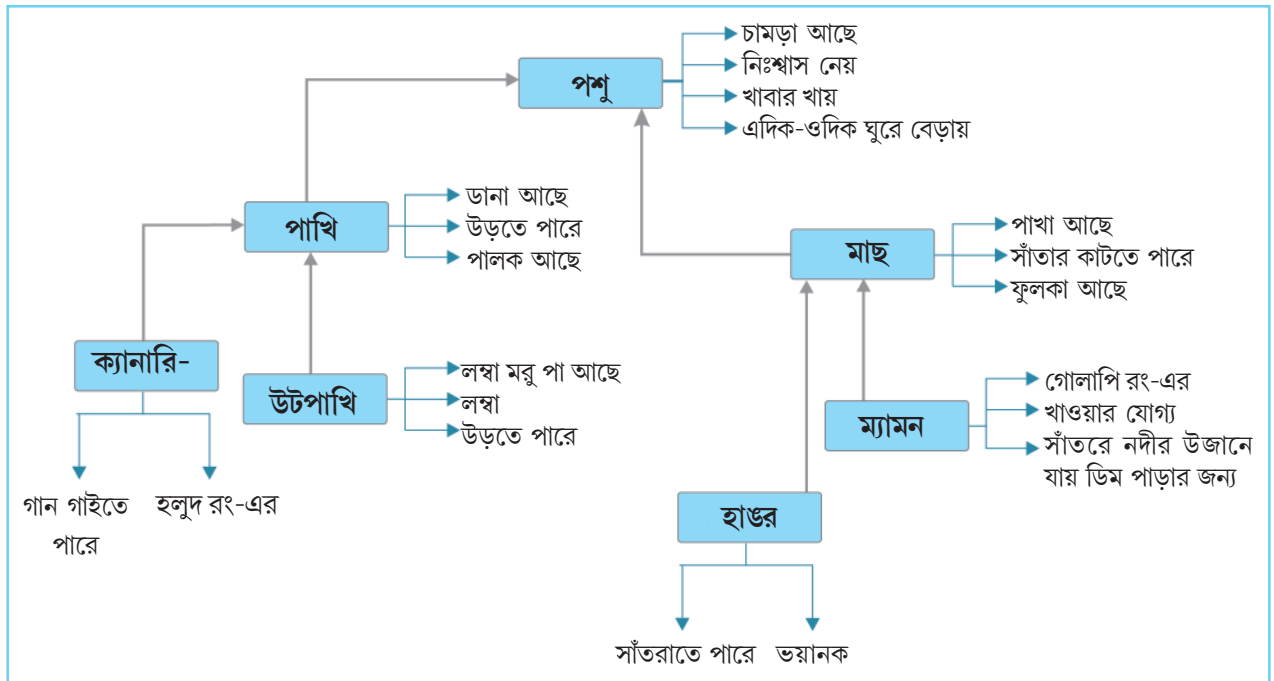 চামড়া আছে
পশু
নিঃশ্বাস নেয়
খাবার খায়
এদিক-ওদিক ঘুরে বেড়ায়
পাখি
ডানা আছে
উড়তে পারে
পালক আছে
মাছ
পাখা আছে
সাঁতার কাটতে পারে
ফুলকা আছে
ক্যানারি-
গান গাইতে
পারে
হলুদ রং-এর
উটপাখি
লম্বা মরু পা আছে
লম্বা
উড়তে পারে
ম্যামন
গোলাপি রং-এর
খাওয়ার যোগ্য
সাঁতরে নদীর উজানে
যায় ডিম পাড়ার জন্য
হাঙর
সাঁতরাতে পারে
ভয়ানক